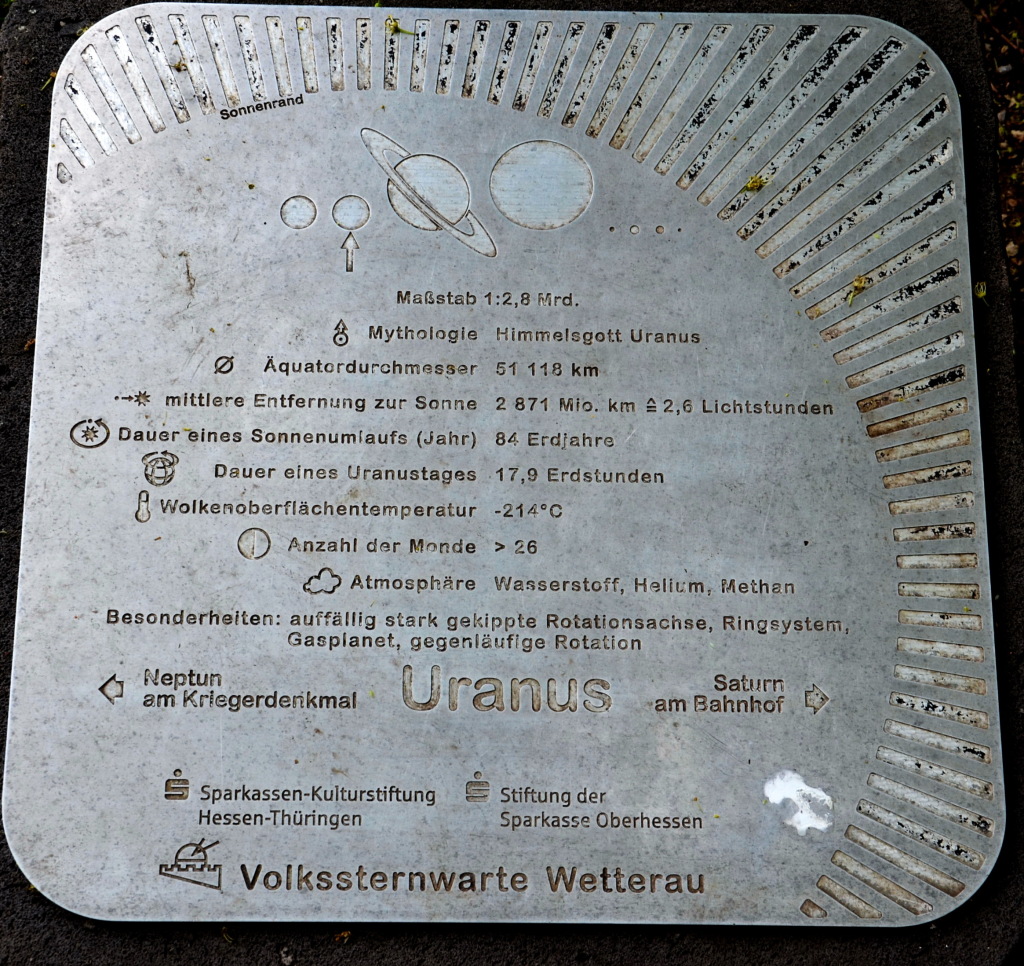 Sonnenrand
Maßstab 1:2,8 Mrd.
Mythologie Himmelsgott Uranus
Äquatordurchmesser 51 118 km
mittlere Entfernung zur Sonne 2 871 Mio. km ≙ 2,6 Lichtstunden
Dauer eines Sonnenumlaufs (Jahr) 84 Erdjahre
Dauer eines Uranustages 17,9 Erdstunden
Wolkenoberflächentemperatur -214°C
Anzahl der Monde > 26
Atmosphäre Wasserstoff, Helium, Methan
Besonderheiten: auffällig stark gekippte Rotationsachse, Ringsystem,
Gasplanet, gegenläufige Rotation
Neptun
am Kriegerdenkmal
Uranus
Saturn
am Bahnhof
Sparkassen-Kulturstiftung
Hessen-Thüringen
Stiftung der
Sparkasse Oberhessen
Volkssternwarte Wetterau